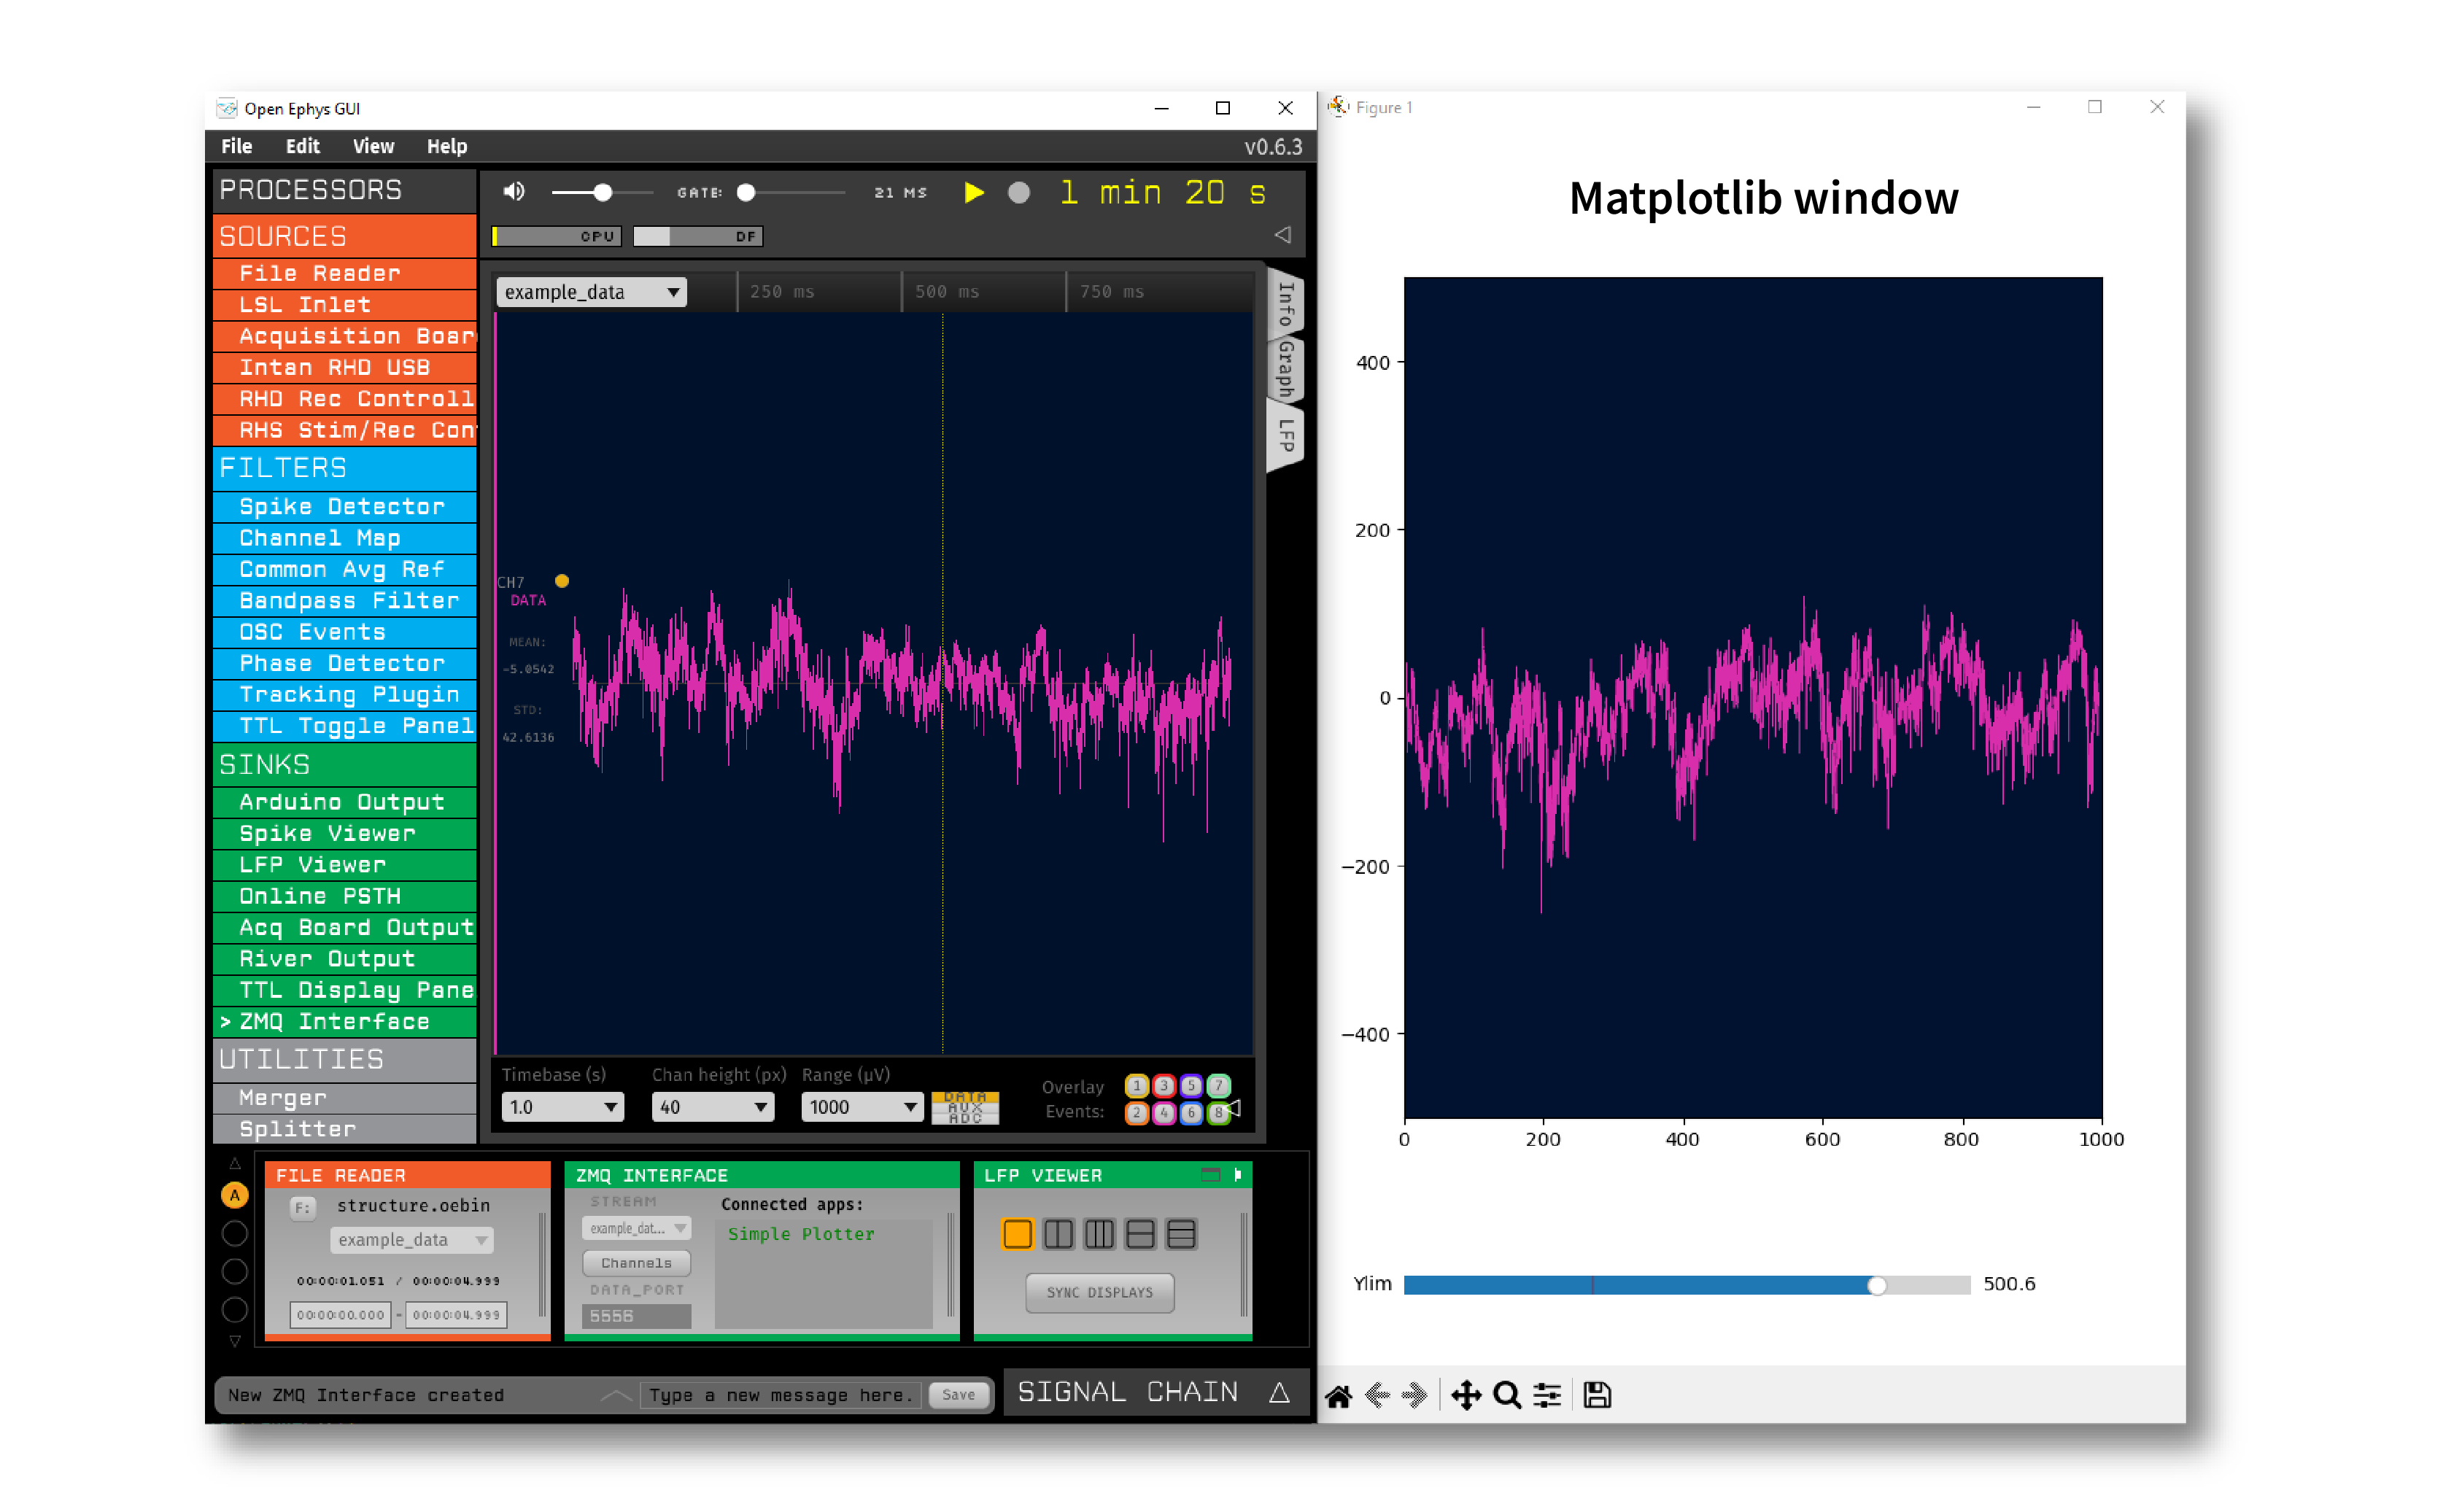 Open Ephys GUI
File Edit View Help v0.6.3
PROCESSORS
SOURCES
File Reader
LSL Inlet
Acquisition Boar
Intan RHD USB
RHD Rec Controll
RHS Stim/Rec Con
FILTERS
Spike Detector
Channel Map
Common Avg Ref
Bandpass Filter
OSC Events
Phase Detector
Tracking Plugin
TTL Toggle Panel
SINKS
Arduino Output
Spike Viewer
LFP Viewer
Online PSTH
Acq Board Output
River Output
TTL Display Pane
> ZMQ Interface
UTILITIES
Merger
Splitter
GATE: 21 MS 1 min 20 s
CPU DF
example_data 250 ms 500 ms 750 ms
Info
Graph
LFP
CH7
DATA
MEAN:
-5.0542
STD:
42.6136
Timebase (s) Chan height (px) Range (µV)
1.0 40 1000
DATA
AUX
ADC
Overlay
Events:
1 3 5 7
2 4 6 8
A
FILE READER
F: structure.oebin
example_data
00:00:01.051 / 00:00:04.999
00:00:00.000 - 00:00:04.999
ZMQ INTERFACE
STREAM
example_dat...
Channels
DATA_PORT
5556
Connected apps:
Simple Plotter
LFP VIEWER
SYNC DISPLAYS
New ZMQ Interface created
Type a new message here.
Save
SIGNAL CHAIN
Figure 1
Matplotlib window
400
200
0
−200
−400
0 200 400 600 800 1000
Ylim 500.6